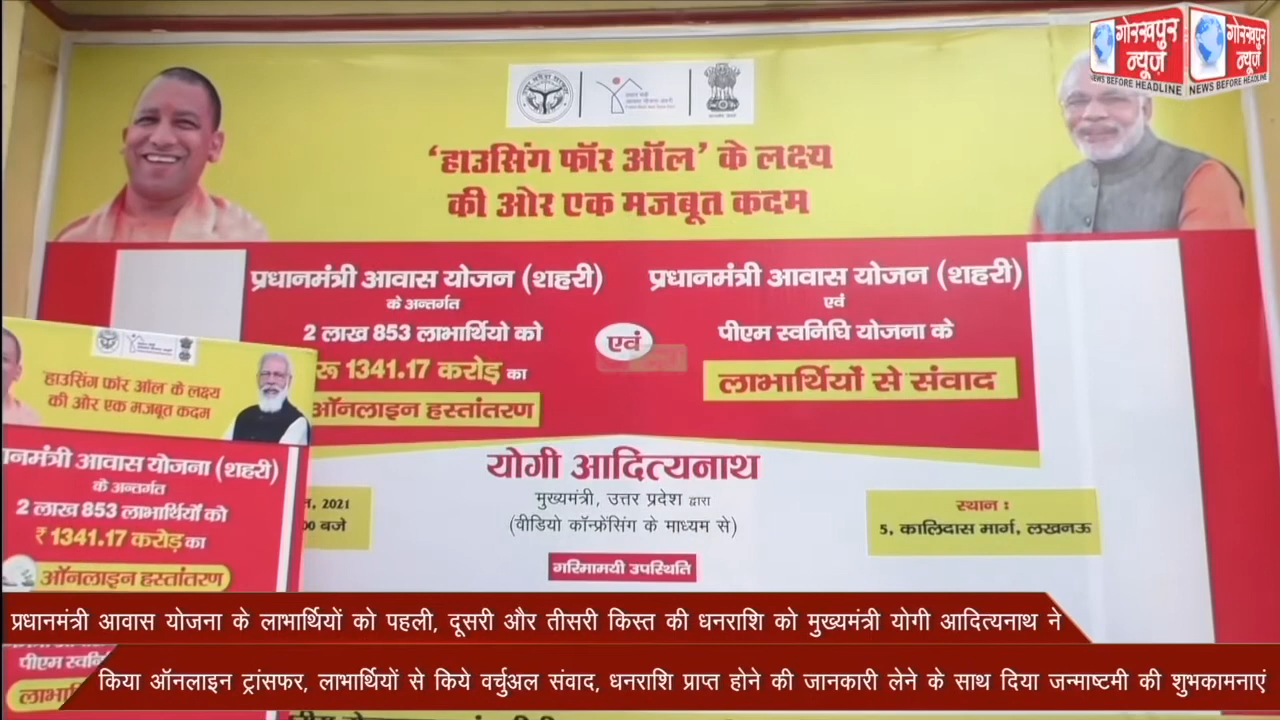 गोरखपुर
न्यूज़
NEWS BEFORE HEADLINE
गोरखपुर
न्यूज़
NEWS BEFORE HEADLINE
‘हाउसिंग फॉर ऑल’ के लक्ष्य
की ओर एक मजबूत कदम
प्रधानमंत्री आवास योजन (शहरी)
के अन्तर्गत
2 लाख 853 लाभार्थियो को
रू 1341.17 करोड़ का
ऑनलाइन हस्तांतरण
एवं
प्रधानमंत्री आवास योजन (शहरी)
एवं
पीएम स्वनिधि योजना के
लाभार्थियों से संवाद
योगी आदित्यनाथ
मुख्यमंत्री, उत्तर प्रदेश द्वारा
(वीडियो कॉन्फ्रेंसिंग के माध्यम से)
गरिमामयी उपस्थिति
2021
00 बजे
स्थान :
5, कालिदास मार्ग, लखनऊ
‘हाउसिंग फॉर ऑल’ के लक्ष्य
की ओर एक मजबूत कदम
नमंत्री आवास योजना (शहरी)
के अन्तर्गत
2 लाख 853 लाभार्थियों को
₹ 1341.17 करोड़ का
ऑनलाइन हस्तांतरण
पीएम स्वनि
लाभा
प्रधानमंत्री आवास योजना के लाभार्थियों को पहली, दूसरी और तीसरी किस्त की धनराशि को मुख्यमंत्री योगी आदित्यनाथ ने
किया ऑनलाइन ट्रांसफर, लाभार्थियों से किये वर्चुअल संवाद, धनराशि प्राप्त होने की जानकारी लेने के साथ दिया जन्माष्टमी की शुभकामनाएं